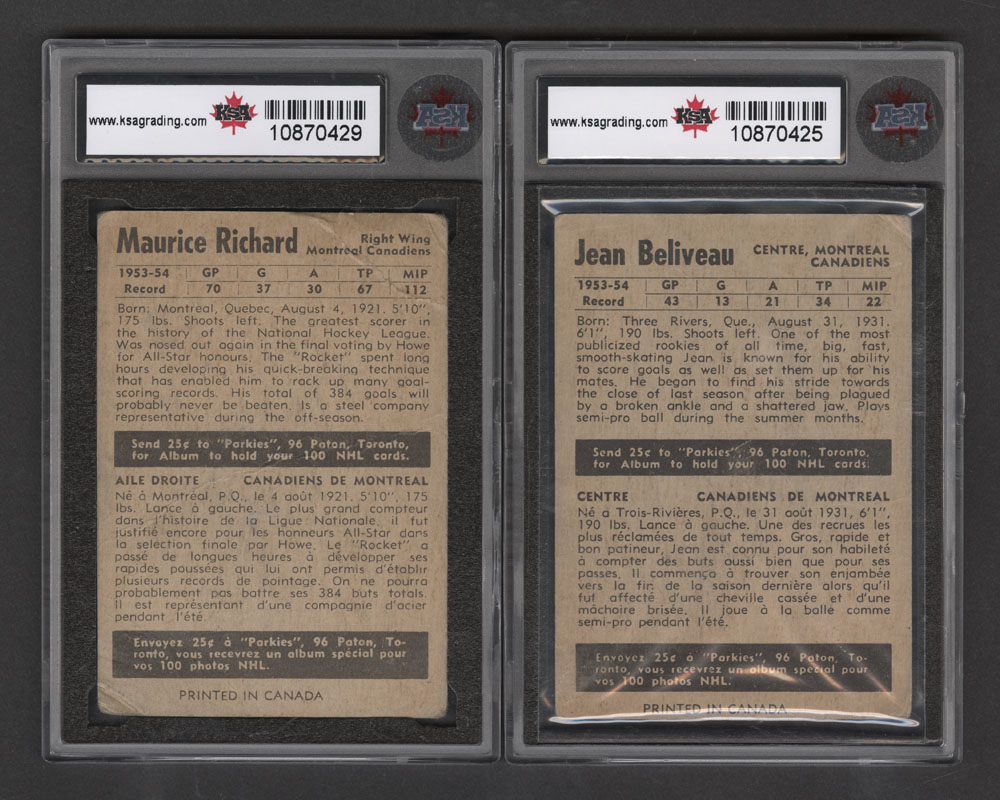 www.ksagrading.com KSA
10870429
KSA
Maurice Richard
Right Wing
Montreal Canadiens
1953-54 GP G A TP MIP
Record 70 37 30 67 112
Born: Montreal, Quebec, August 4, 1921. 5'10",
175 lbs. Shoots left. The greatest scorer in
the history of the National Hockey League.
Was nosed out again in the final voting by Howe
for All-Star honours. The "Rocket" spent long
hours developing his quick-breaking technique
that has enabled him to rack up many goal-
scoring records. His total of 384 goals will
probably never be beaten. Is a steel company
representative during the off-season.
Send 25¢ to "Parkies", 96 Paton, Toronto,
for Album to hold your 100 NHL cards.
AILE DROITE CANADIENS DE MONTREAL
Né à Montréal, P.Q., le 4 août 1921. 5'10", 175
lbs. Lance à gauche. Le plus grand compteur
dans l'histoire de la Ligue Nationale, il fut
justifié encore pour les honneurs All-Star dans
la selection finale par Howe. Le "Rocket" a
passé de longues heures à développer ses
rapides poussées qui lui ont permis d'établir
plusieurs records de pointage. On ne pourra
probablement pas battre ses 384 buts totals.
Il est représentant d'une compagnie d'acier
pendant l'été.
Envoyez 25¢ à "Parkies", 96 Paton, To-
ronto, vous recevrez un album spécial pour
vos 100 photos NHL.
PRINTED IN CANADA
www.ksagrading.com KSA
10870425
KSA
Jean Beliveau
CENTRE, MONTREAL
CANADIENS
1953-54 GP G A TP MIP
Record 43 13 21 34 22
Born: Three Rivers, Que., August 31, 1931.
6'1", 190 lbs. Shoots left. One of the most
publicized rookies of all time, big, fast,
smooth-skating Jean is known for his ability
to score goals as well as set them up for his
mates. He began to find his stride towards
the close of last season after being plagued
by a broken ankle and a shattered jaw. Plays
semi-pro ball during the summer months.
Send 25¢ to "Parkies", 96 Paton, Toronto,
for Album to hold your 100 NHL cards.
CENTRE CANADIENS DE MONTREAL
Né a Trois-Rivières, P.Q., le 31 août 1931, 6'1",
190 lbs. Lance à gauche. Une des recrues les
plus réclamées de tout temps. Gros, rapide et
bon patineur, Jean est connu pour son habileté
à compter des buts aussi bien que pour ses
passes. Il commença à trouver son enjambée
vers la fin de la saison dernière alors qu'il
fut affecté d'une cheville cassée et d'une
mâchoire brisée. Il joue à la balle comme
semi-pro pendant l'été.
Envoyez 25¢ à "Parkies", 96 Paton, To-
ronto, vous recevrez un album spécial pour
vos 100 photos NHL.
PRINTED IN CANADA